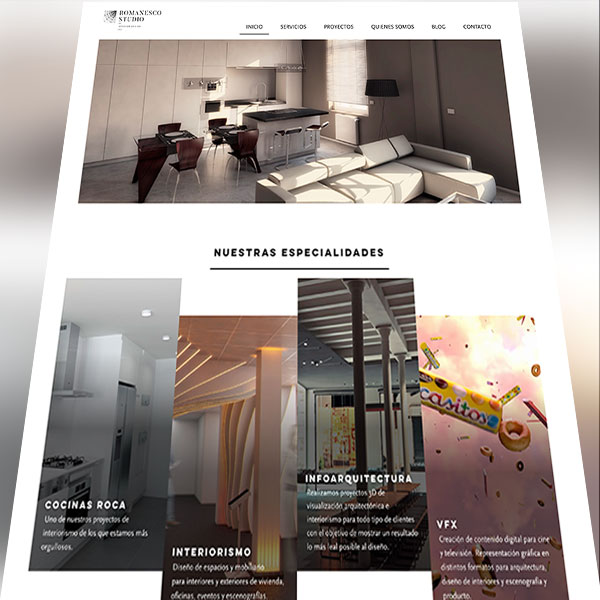 ROMANESCO
STUDIO
INICIO
SERVICIOS
PROYECTOS
QUIENES SOMOS
BLOG
CONTACTO
NUESTRAS ESPECIALIDADES
COCINAS ROCA
Uno de nuestros proyectos de
interiorismo de los que estamos más
orgullosos.
INTERIORISMO
Diseño de espacios y mobiliario
para interiores y exteriores de vivienda,
oficinas, eventos y escenografías.
INFOARQUITECTURA
Realizamos proyectos 3D de
visualización arquitectónica e
interiorismo para todo tipo de clientes
con el objetivo de mostrar un resultado
lo más leal posible al diseño.
casitos
VFX
Creación de contenido digital para cine
y televisión. Representación gráfica en
distintos formatos para arquitectura,
diseño de interiores y escenografía y
producto.